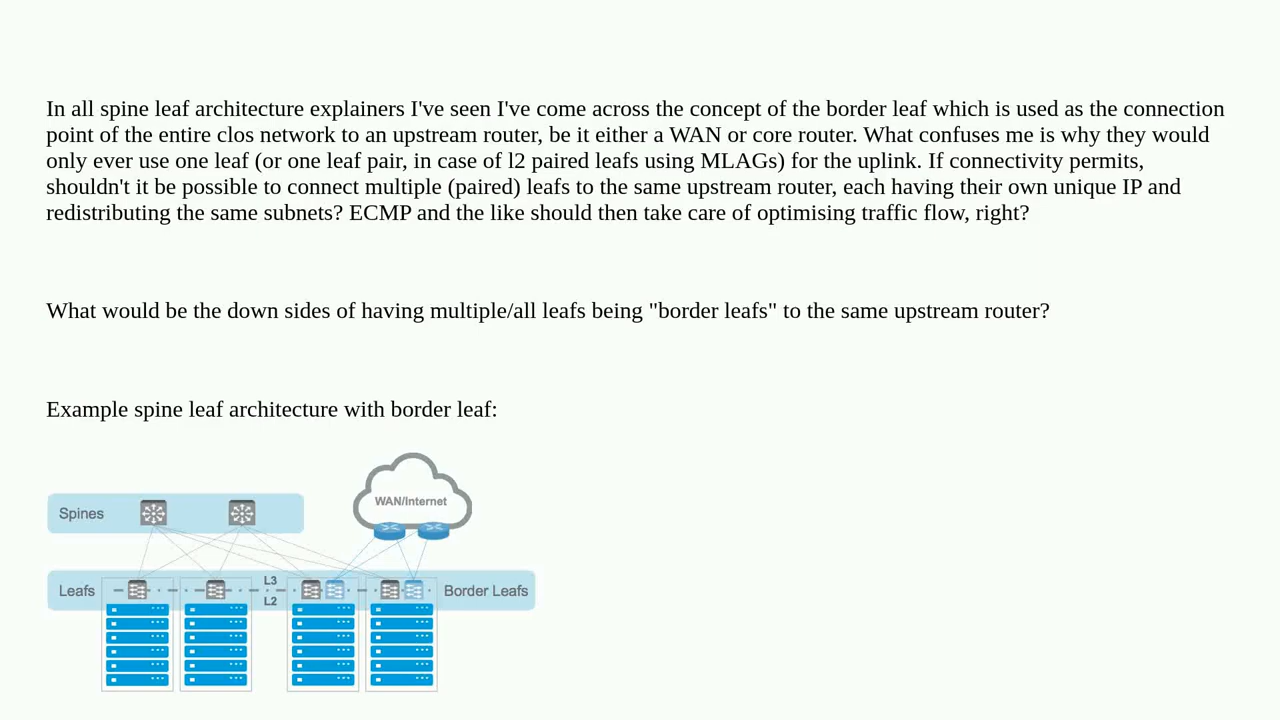 In all spine leaf architecture explainers I've seen I've come across the concept of the border leaf which is used as the connection
point of the entire clos network to an upstream router, be it either a WAN or core router. What confuses me is why they would
only ever use one leaf (or one leaf pair, in case of l2 paired leafs using MLAGs) for the uplink. If connectivity permits,
shouldn't it be possible to connect multiple (paired) leafs to the same upstream router, each having their own unique IP and
redistributing the same subnets? ECMP and the like should then take care of optimising traffic flow, right?
What would be the down sides of having multiple/all leafs being "border leafs" to the same upstream router?
Example spine leaf architecture with border leaf:
WAN/Internet
Spines
Leafs
L3
L2
Border Leafs